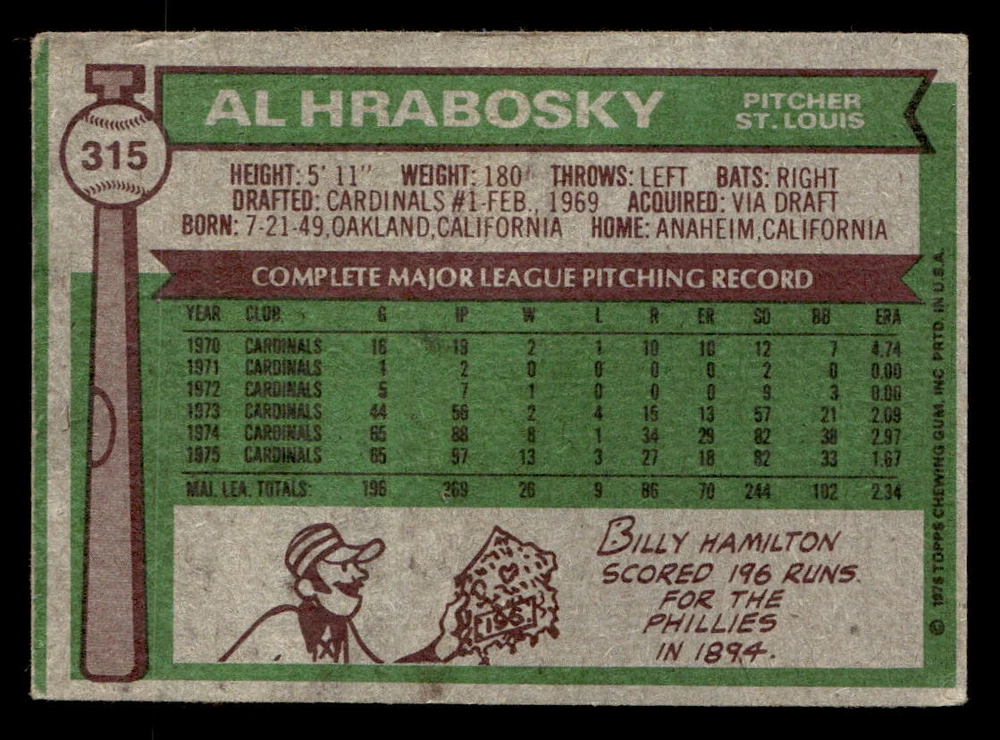 T
315
AL HRABOSKY
PITCHER
ST. LOUIS
HEIGHT: 5' 11" WEIGHT: 180 THROWS: LEFT BATS: RIGHT
DRAFTED: CARDINALS #1-FEB., 1969 ACQUIRED: VIA DRAFT
BORN: 7-21-49, OAKLAND, CALIFORNIA HOME: ANAHEIM, CALIFORNIA
COMPLETE MAJOR LEAGUE PITCHING RECORD
YEAR CLUB G IP W L R ER SO BB ERA
1970 CARDINALS 16 19 2 1 10 10 12 7 4.74
1971 CARDINALS 1 2 0 0 0 0 2 0 0.00
1972 CARDINALS 5 7 1 0 0 0 9 3 0.00
1973 CARDINALS 44 56 2 4 15 13 57 21 2.09
1974 CARDINALS 65 88 8 1 34 29 82 38 2.97
1975 CARDINALS 65 97 13 3 27 18 82 33 1.67
MAJ. LEA. TOTALS: 196 269 26 9 86 70 244 102 2.34
196
BILLY HAMILTON
SCORED 196 RUNS
FOR THE
PHILLIES
IN 1894.
© 1976 TOPPS CHEWING GUM, INC. PRTD. IN U.S.A.